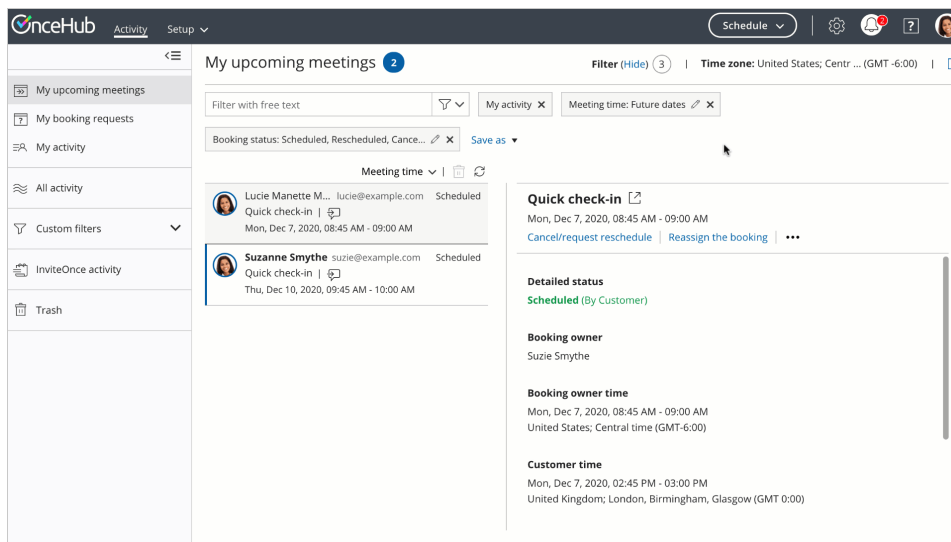 OnceHub Activity Setup Schedule 2 ?
My upcoming meetings 2 Filter (Hide) 3 | Time zone: United States; Centr ... (GMT -6:00) |
My upcoming meetings
My booking requests
My activity
All activity
Custom filters
InviteOnce activity
Trash
Filter with free text My activity Meeting time: Future dates
Booking status: Scheduled, Rescheduled, Cance... Save as
Meeting time |
Lucie Manette M... lucie@example.com Scheduled
Quick check-in |
Mon, Dec 7, 2020, 08:45 AM - 09:00 AM
Suzanne Smythe suzie@example.com Scheduled
Quick check-in |
Thu, Dec 10, 2020, 09:45 AM - 10:00 AM
Quick check-in
Mon, Dec 7, 2020, 08:45 AM - 09:00 AM
Cancel/request reschedule | Reassign the booking | •••
Detailed status
Scheduled (By Customer)
Booking owner
Suzie Smythe
Booking owner time
Mon, Dec 7, 2020, 08:45 AM - 09:00 AM
United States; Central time (GMT-6:00)
Customer time
Mon, Dec 7, 2020, 02:45 PM - 03:00 PM
United Kingdom; London, Birmingham, Glasgow (GMT 0:00)